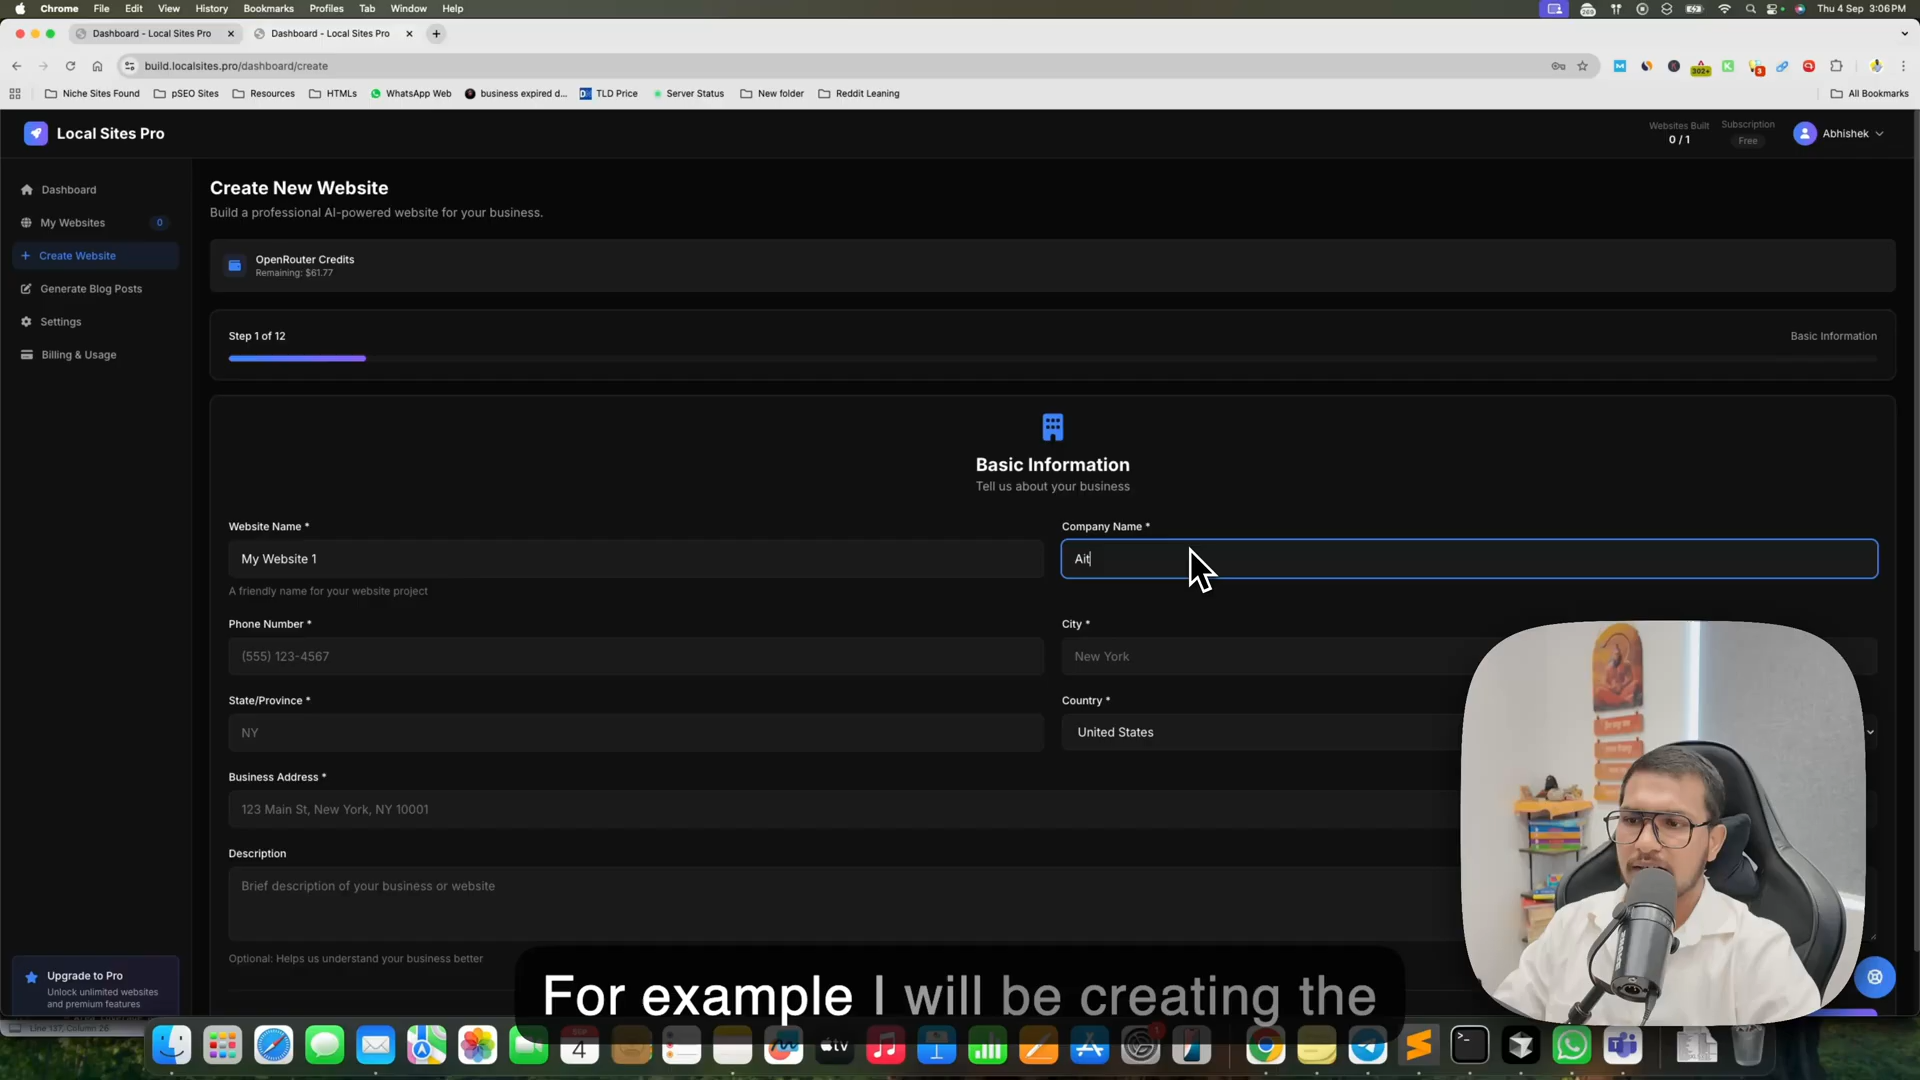 Chrome File Edit View History Bookmarks Profiles Tab Window Help
Thu 4 Sep 3:06PM
Dashboard - Local Sites Pro
Dashboard - Local Sites Pro
build.localsites.pro/dashboard/create
Niche Sites Found pSEO Sites Resources HTMLs WhatsApp Web business expired d... TLD Price Server Status New folder Reddit Leaning All Bookmarks
Local Sites Pro
Websites Built
0 / 1
Subscription
Free
Abhishek
Dashboard
My Websites 0
Create Website
Generate Blog Posts
Settings
Billing & Usage
Create New Website
Build a professional AI-powered website for your business.
OpenRouter Credits
Remaining: $61.77
Step 1 of 12
Basic Information
Basic Information
Tell us about your business
Website Name *
My Website 1
A friendly name for your website project
Company Name *
Ait
Phone Number *
(555) 123-4567
City *
New York
State/Province *
NY
Country *
United States
Business Address *
123 Main St, New York, NY 10001
Description
Brief description of your business or website
Optional: Helps us understand your business better
Upgrade to Pro
Unlock unlimited websites
and premium features
Line 137, Column 26
For example I will be creating the
SEP
4
tv